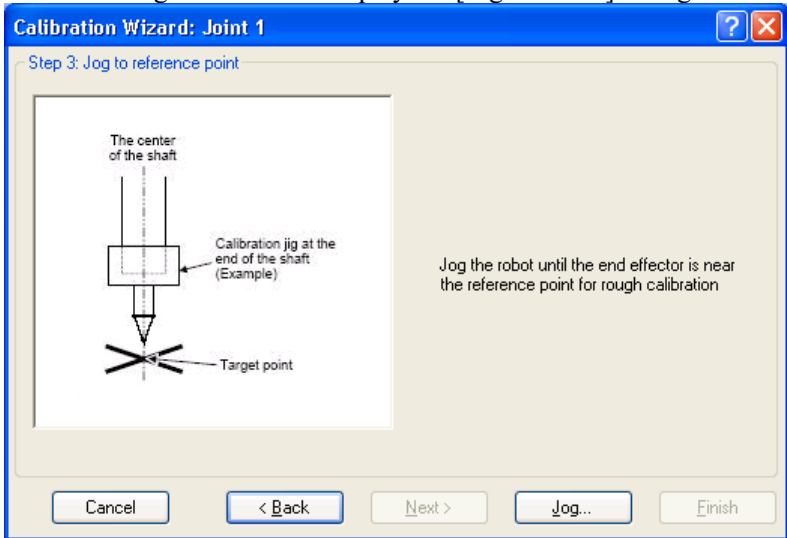 Calibration Wizard: Joint 1
Step 3: Jog to reference point
The center
of the shaft
Calibration jig at the
end of the shaft
(Example)
Target point
Jog the robot until the end effector is near
the reference point for rough calibration
Cancel
< Back
Next >
Jog...
Finish